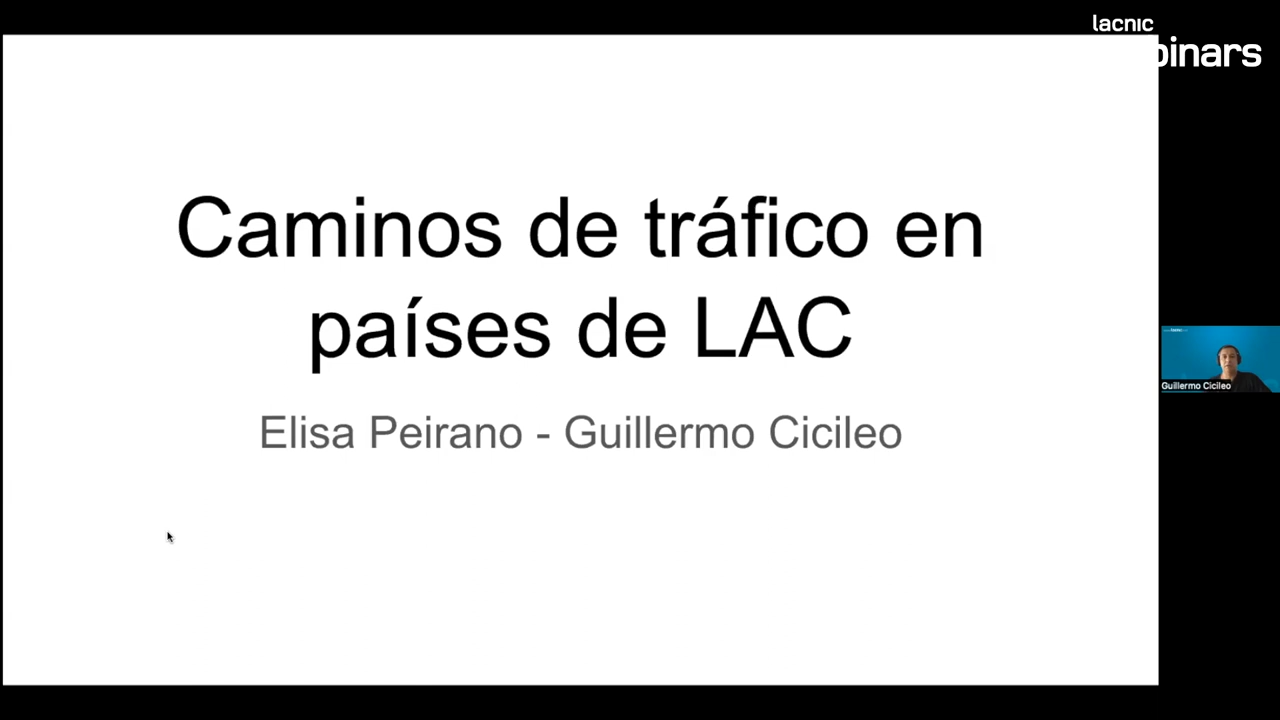 lacnic
binars
Caminos de tráfico en
países de LAC
Elisa Peirano - Guillermo Cicileo
Guillermo Cicileo